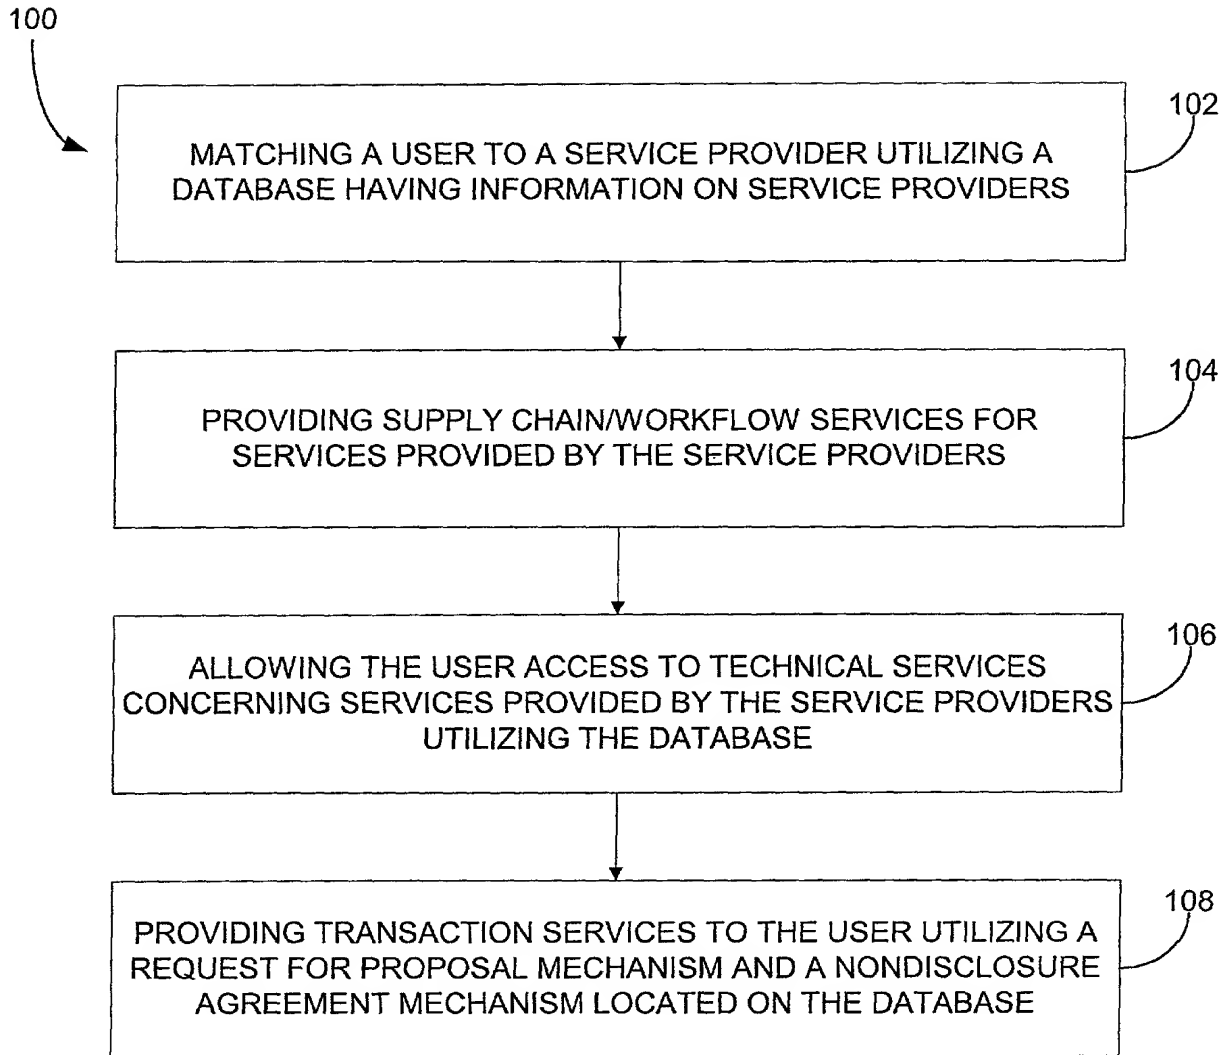 100
102
MATCHING A USER TO A SERVICE PROVIDER UTILIZING A
DATABASE HAVING INFORMATION ON SERVICE PROVIDERS
104
PROVIDING SUPPLY CHAIN/WORKFLOW SERVICES FOR
SERVICES PROVIDED BY THE SERVICE PROVIDERS
106
ALLOWING THE USER ACCESS TO TECHNICAL SERVICES
CONCERNING SERVICES PROVIDED BY THE SERVICE PROVIDERS
UTILIZING THE DATABASE
108
PROVIDING TRANSACTION SERVICES TO THE USER UTILIZING A
REQUEST FOR PROPOSAL MECHANISM AND A NONDISCLOSURE
AGREEMENT MECHANISM LOCATED ON THE DATABASE